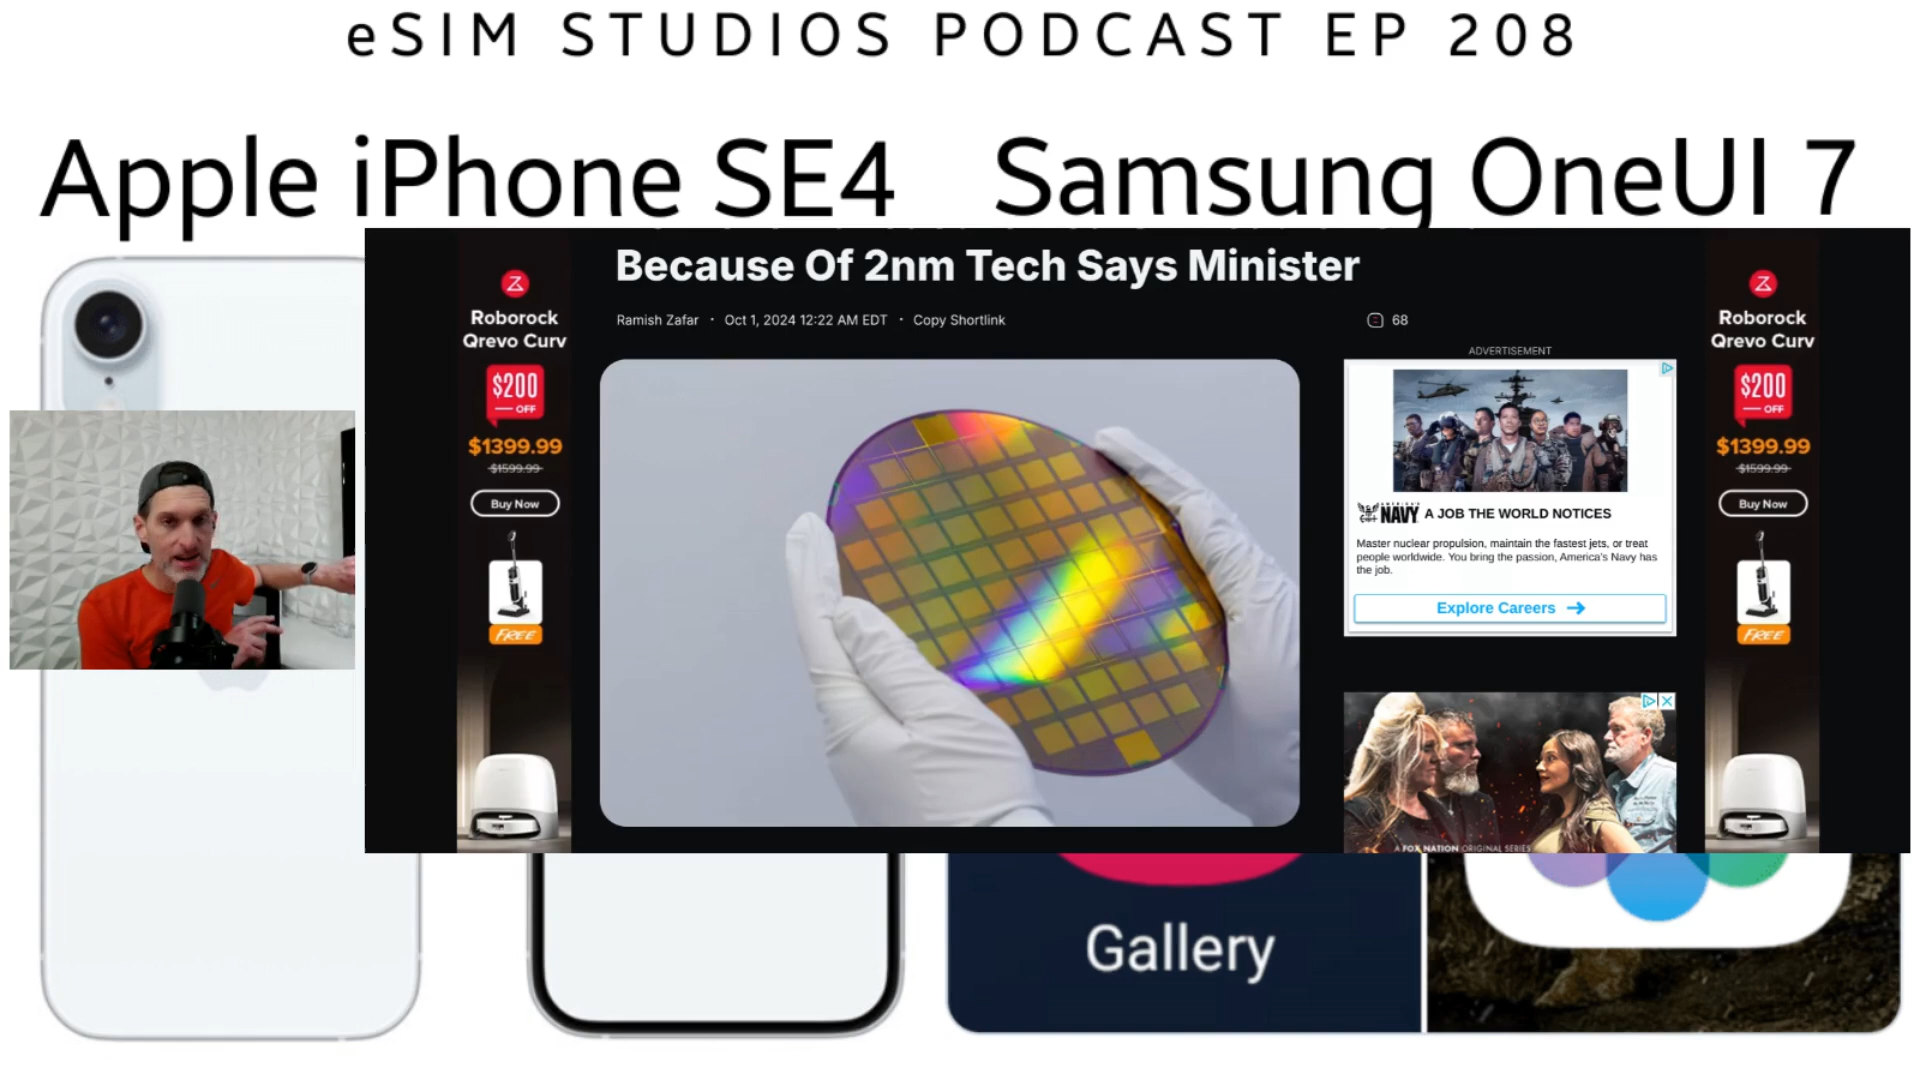 eSIM STUDIOS PODCAST EP 208
Apple iPhone SE4 Samsung OneUI 7
Because Of 2nm Tech Says Minister
Ramish Zafar · Oct 1, 2024 12:22 AM EDT · Copy Shortlink
68
Roborock
Qrevo Curv
$200
OFF
$1399.99
$1599.99
Buy Now
FREE
ADVERTISEMENT
AMERICA'S
NAVY A JOB THE WORLD NOTICES
Master nuclear propulsion, maintain the fastest jets, or treat
people worldwide. You bring the passion, America's Navy has
the job.
Explore Careers →
A FOX NATION ORIGINAL SERIES
Roborock
Qrevo Curv
$200
OFF
$1399.99
$1599.99
Buy Now
FREE
Gallery